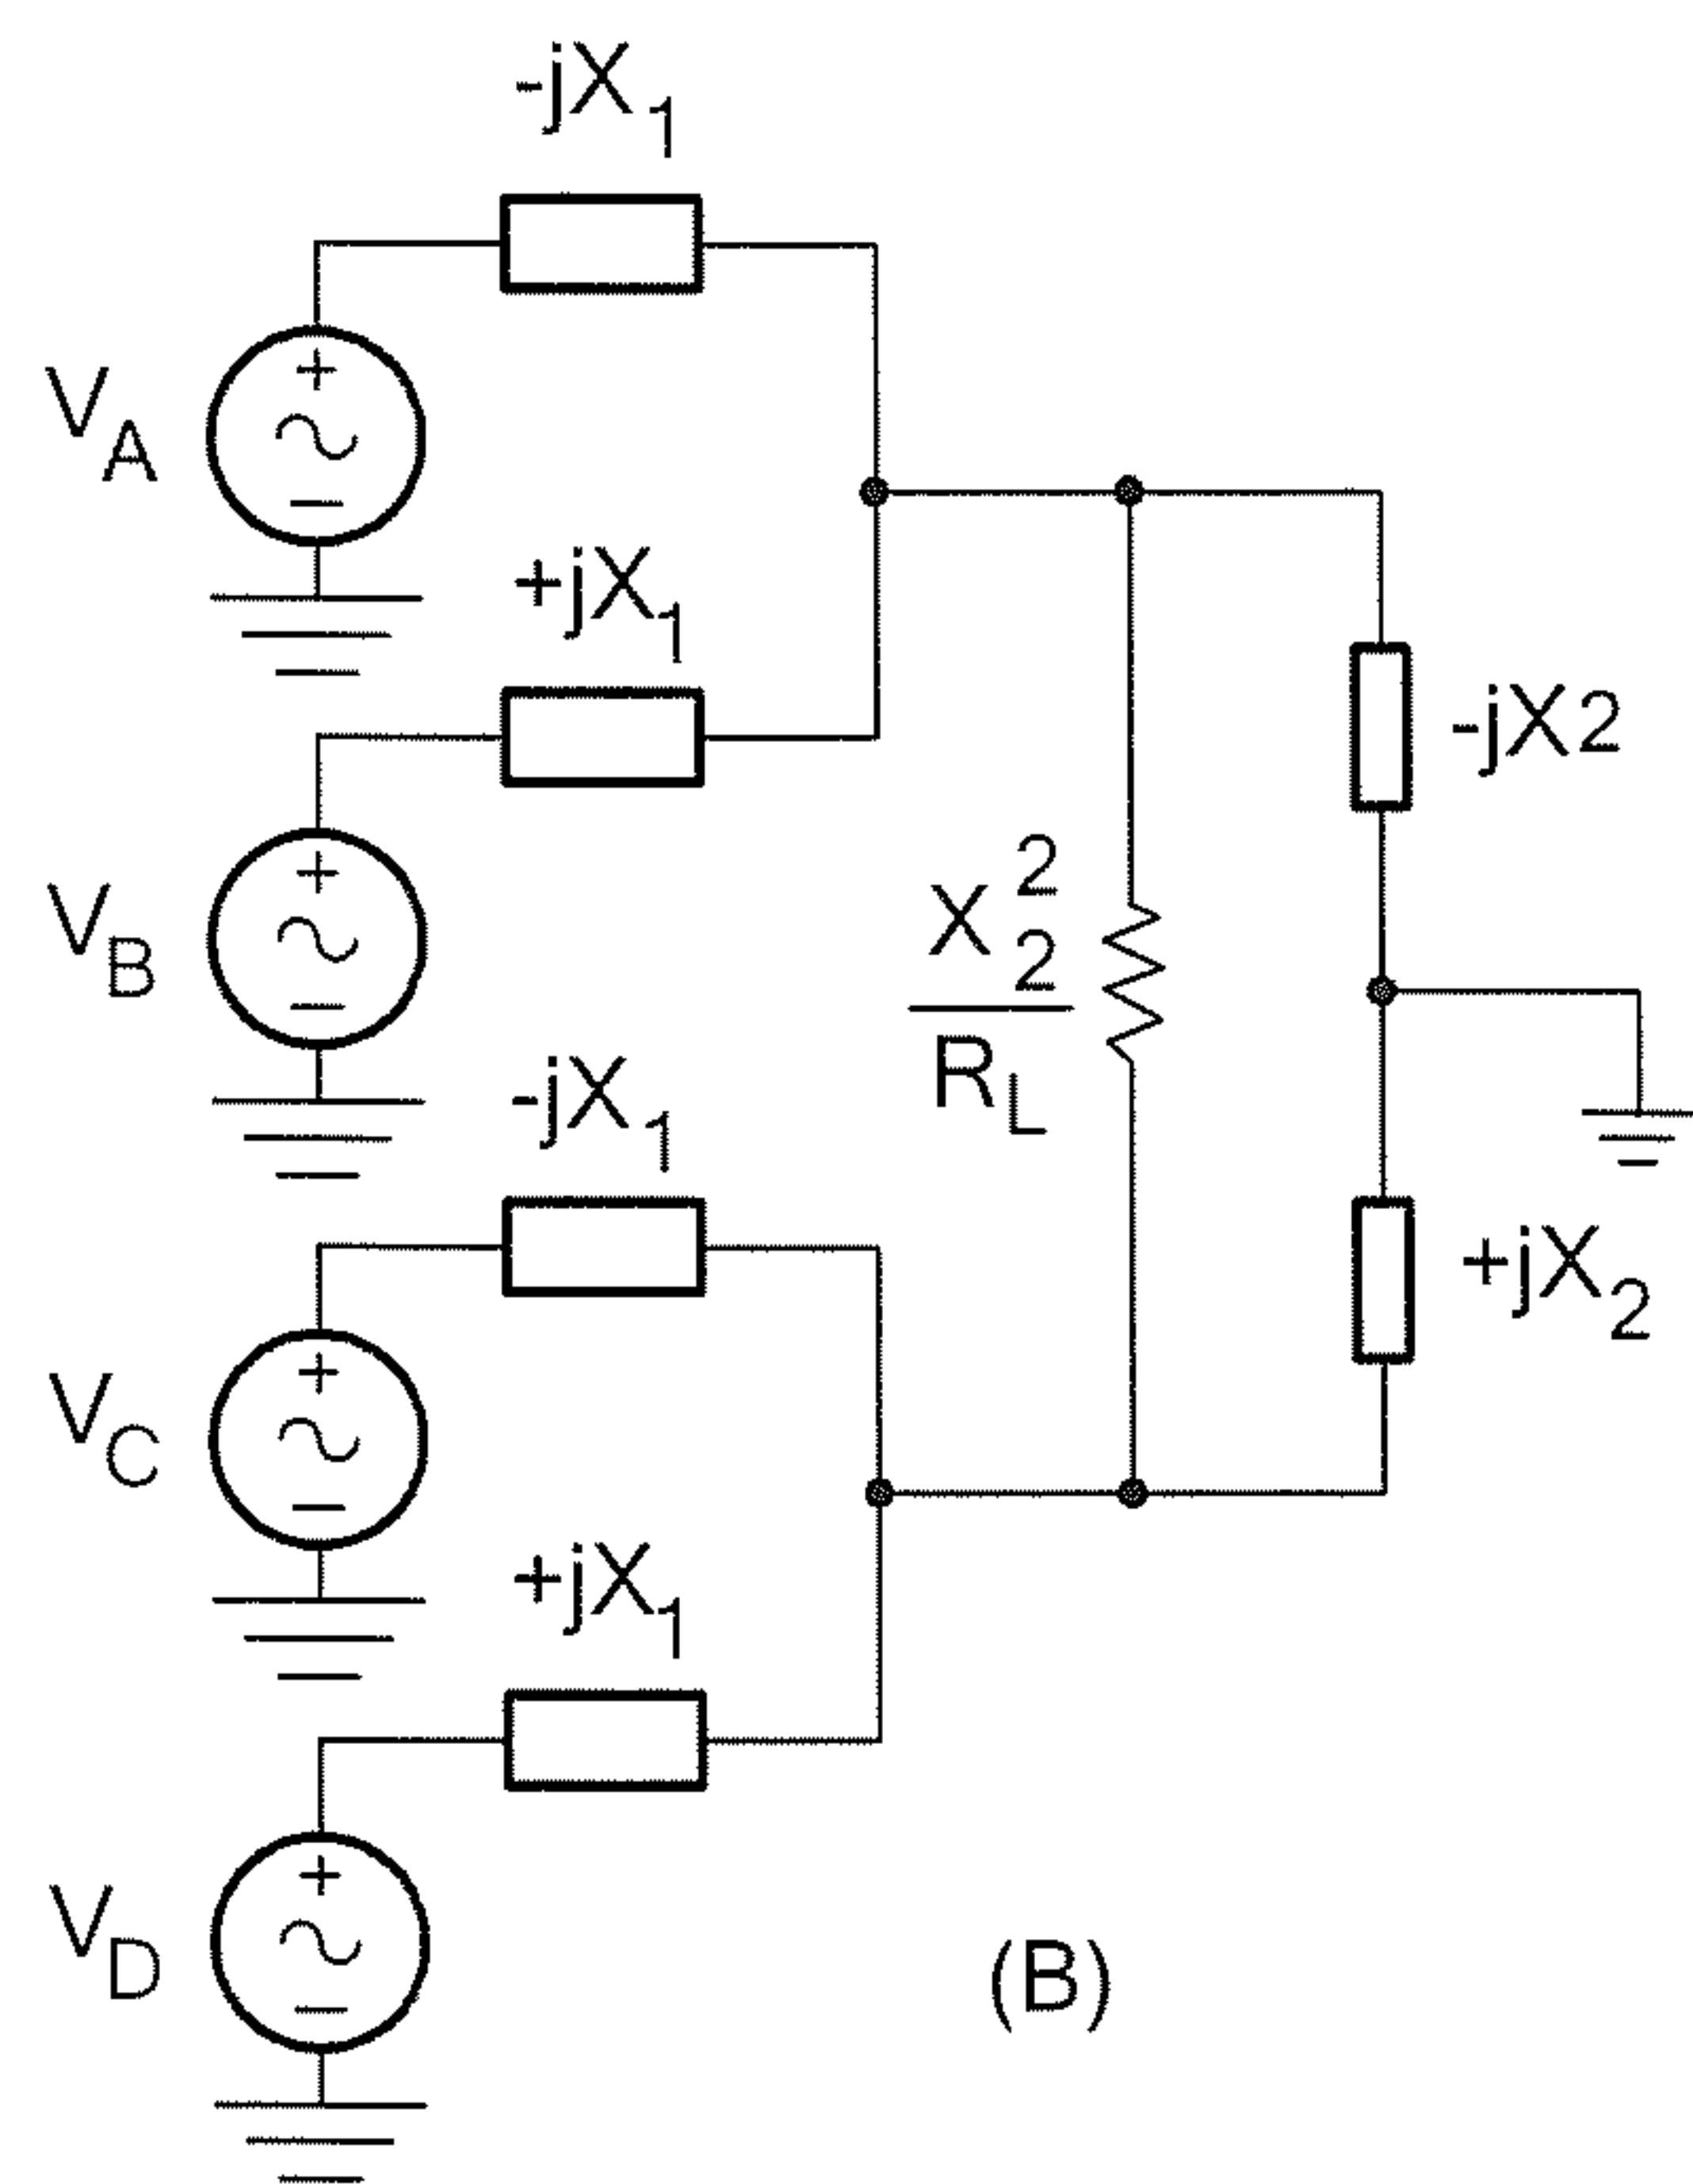 -jX1
VA
+
+jX1
-jX2
VB
+
X2^2
RL
-jX1
+jX2
VC
+
+jX1
VD
+
(B)